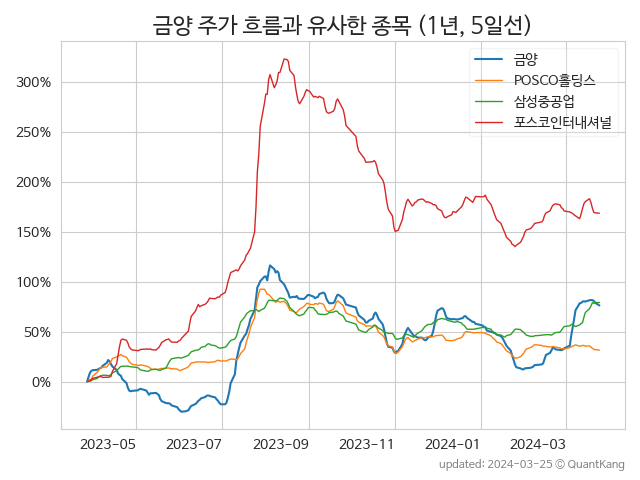 금양 주가 흐름과 유사한 종목 (1년, 5일선)
금양
POSCO홀딩스
삼성중공업
포스코인터내셔널
300%
250%
200%
150%
100%
50%
0%
2023-05 2023-07 2023-09 2023-11 2024-01 2024-03
updated: 2024-03-25 © QuantKang